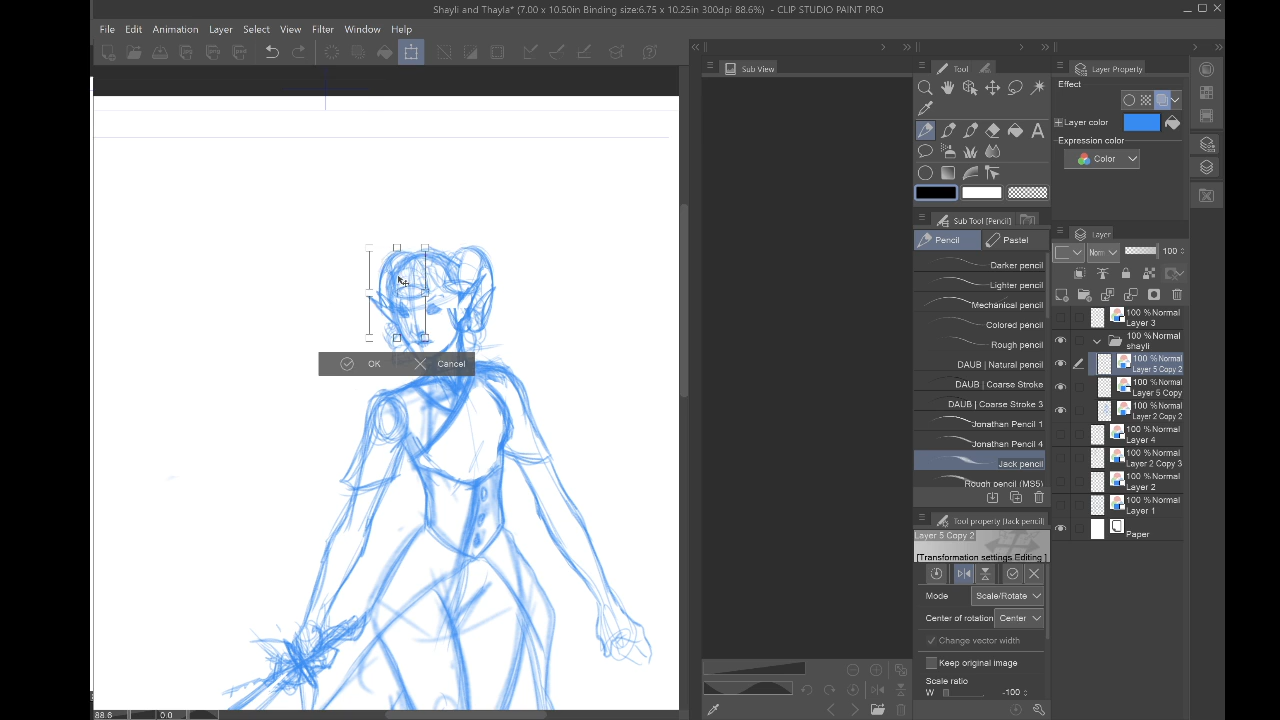 Shayli and Thayla* (7.00 x 10.50in Binding size:6.75 x 10.25in 300dpi 88.6%) - CLIP STUDIO PAINT PRO
File Edit Animation Layer Select View Filter Window Help
Sub View
Tool
Layer Property
Effect
Layer color
Expression color
Color
Sub Tool [Pencil]
Pencil
Pastel
Layer
Norm
100
Darker pencil
Lighter pencil
Mechanical pencil
Colored pencil
Rough pencil
DAUB | Natural pencil
DAUB | Coarse Stroke
DAUB | Coarse Stroke 3
Jonathan Pencil 1
Jonathan Pencil 4
Jack pencil
Rough pencil (MS5)
100 %Normal
Layer 3
100 %Normal
shayli
100 %Normal
Layer 5 Copy 2
100 %Normal
Layer 5 Copy
100 %Normal
Layer 2 Copy 2
100 %Normal
Layer 4
100 %Normal
Layer 2 Copy 3
100 %Normal
Layer 2
100 %Normal
Layer 1
Paper
OK
Cancel
Tool property [Jack pencil]
Layer 5 Copy 2
[Transformation settings Editing ]
Mode
Scale/Rotate
Center of rotation
Center
Change vector width
Keep original image
Scale ratio
W
-100
88.6
0.0